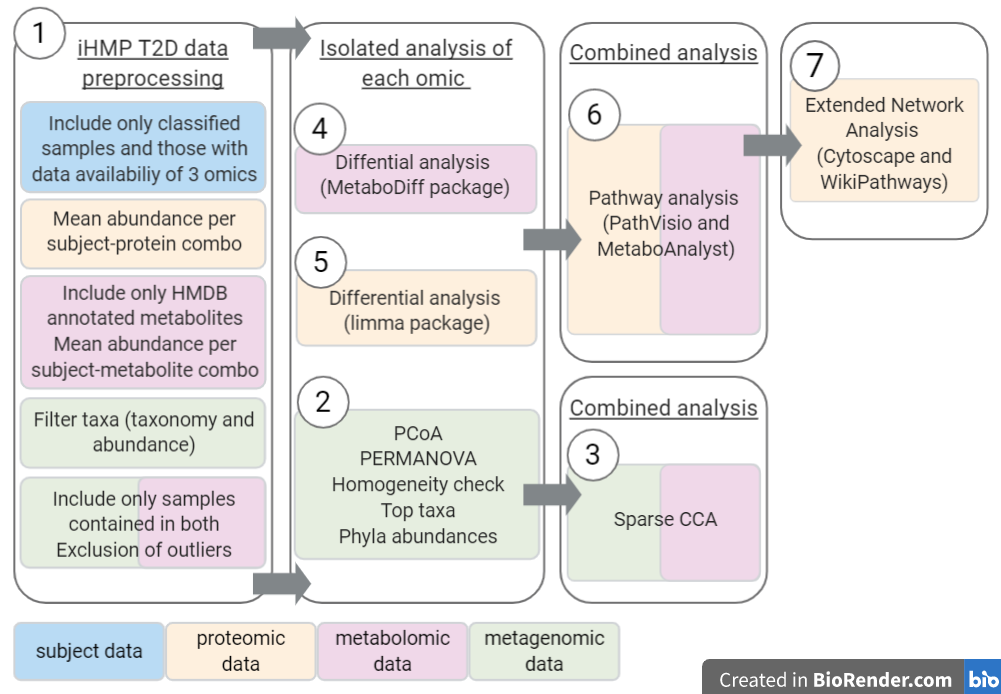 1
iHMP T2D data
preprocessing
Include only classified
samples and those with
data availabiliy of 3 omics
Mean abundance per
subject-protein combo
Include only HMDB
annotated metabolites
Mean abundance per
subject-metabolite combo
Filter taxa (taxonomy and
abundance)
Include only samples
contained in both
Exclusion of outliers
Isolated analysis of
each omic
4
Diffential analysis
(MetaboDiff package)
5
Differential analysis
(limma package)
2
PCoA
PERMANOVA
Homogeneity check
Top taxa
Phyla abundances
Combined analysis
6
Pathway analysis
(PathVisio and
MetaboAnalyst)
Combined analysis
3
Sparse CCA
7
Extended Network
Analysis
(Cytoscape and
WikiPathways)
subject data
proteomic
data
metabolomic
data
metagenomic
data
Created in BioRender.com bio